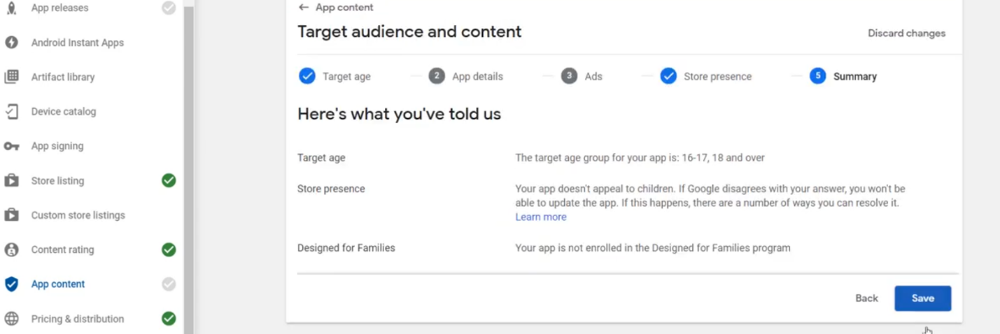 App releases
Android Instant Apps
Artifact library
Device catalog
App signing
Store listing
Custom store listings
Content rating
App content
Pricing & distribution
← App content
Target audience and content
Discard changes
Target age
2 App details
3 Ads
Store presence
5 Summary
Here's what you've told us
Target age
The target age group for your app is: 16-17, 18 and over
Store presence
Your app doesn't appeal to children. If Google disagrees with your answer, you won't be
able to update the app. If this happens, there are a number of ways you can resolve it.
Learn more
Designed for Families
Your app is not enrolled in the Designed for Families program
Back
Save